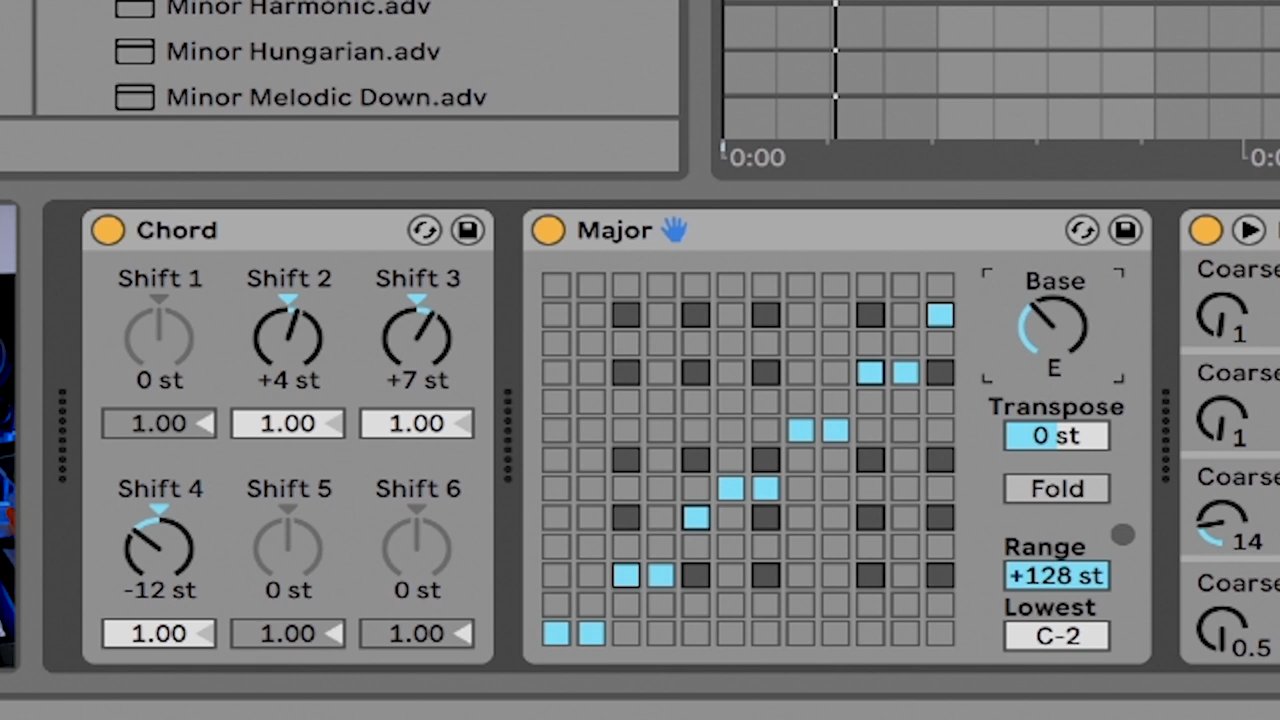 Minor Harmonic.adv
Minor Hungarian.adv
Minor Melodic Down.adv
0:00
Chord
Shift 1 Shift 2 Shift 3
0 st +4 st +7 st
1.00 1.00 1.00
Shift 4 Shift 5 Shift 6
-12 st 0 st 0 st
1.00 1.00 1.00
Major
Base
E
Transpose
0 st
Fold
Range
+128 st
Lowest
C-2
Coarse
1
Coarse
1
Coarse
14
Coarse
0.5